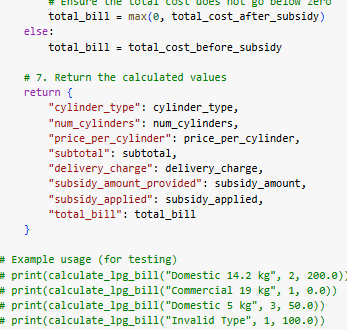 # Ensure the total cost does not go below zero
        total_bill = max(0, total_cost_after_subsidy)
    else:
        total_bill = total_cost_before_subsidy

    # 7. Return the calculated values
    return {
        "cylinder_type": cylinder_type,
        "num_cylinders": num_cylinders,
        "price_per_cylinder": price_per_cylinder,
        "subtotal": subtotal,
        "delivery_charge": delivery_charge,
        "subsidy_amount_provided": subsidy_amount,
        "subsidy_applied": subsidy_applied,
        "total_bill": total_bill
    }

# Example usage (for testing)
# print(calculate_lpg_bill("Domestic 14.2 kg", 2, 200.0))
# print(calculate_lpg_bill("Commercial 19 kg", 1, 0.0))
# print(calculate_lpg_bill("Domestic 5 kg", 3, 50.0))
# print(calculate_lpg_bill("Invalid Type", 1, 100.0))